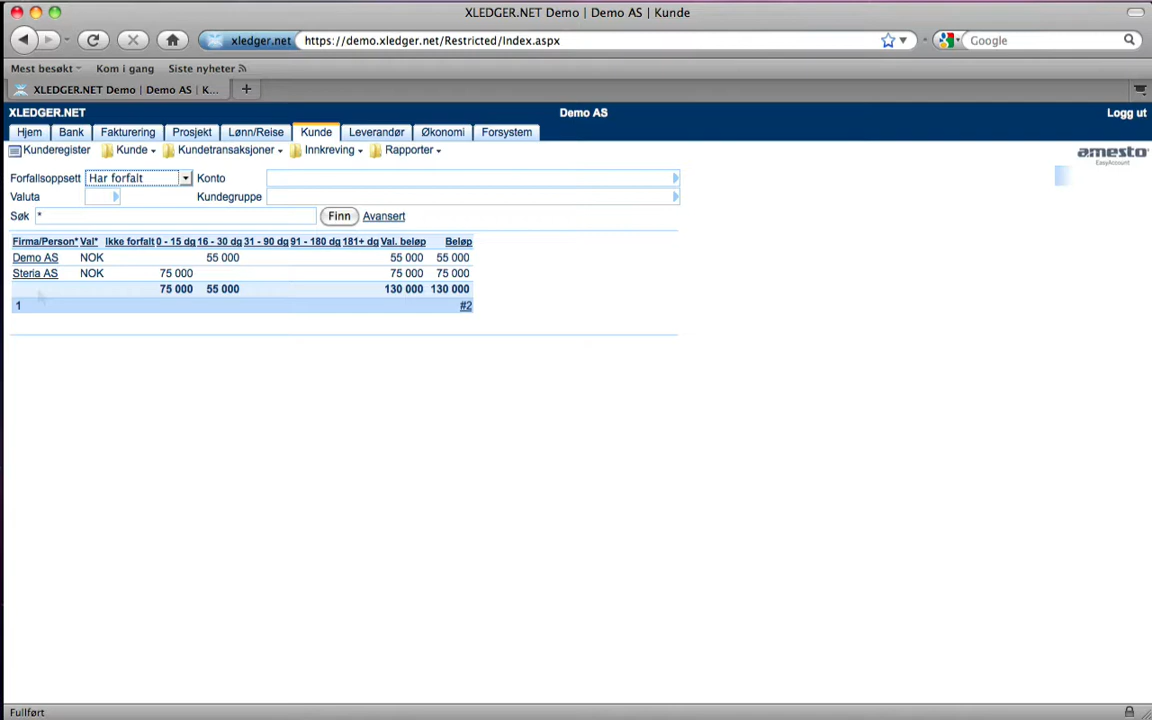 XLEDGER.NET Demo | Demo AS | Kunde
xledger.net https://demo.xledger.net/Restricted/Index.aspx Google
Mest besøkt Kom i gang Siste nyheter
XLEDGER.NET Demo | Demo AS | K... +
XLEDGER.NET Demo AS Logg ut
Hjem Bank Fakturering Prosjekt Lønn/Reise Kunde Leverandør Økonomi Forsystem
Kunderegister Kunde Kundetransaksjoner Innkreving Rapporter
amesto
EasyAccount
Forfallsoppsett Har forfalt Konto
Valuta Kundegruppe
Søk * Finn Avansert
Firma/Person* Val* Ikke forfalt 0 - 15 dg 16 - 30 dg 31 - 90 dg 91 - 180 dg 181+ dg Val. beløp Beløp
Demo AS NOK 55 000 55 000 55 000
Steria AS NOK 75 000 75 000 75 000
75 000 55 000 130 000 130 000
1 #2
Fullført